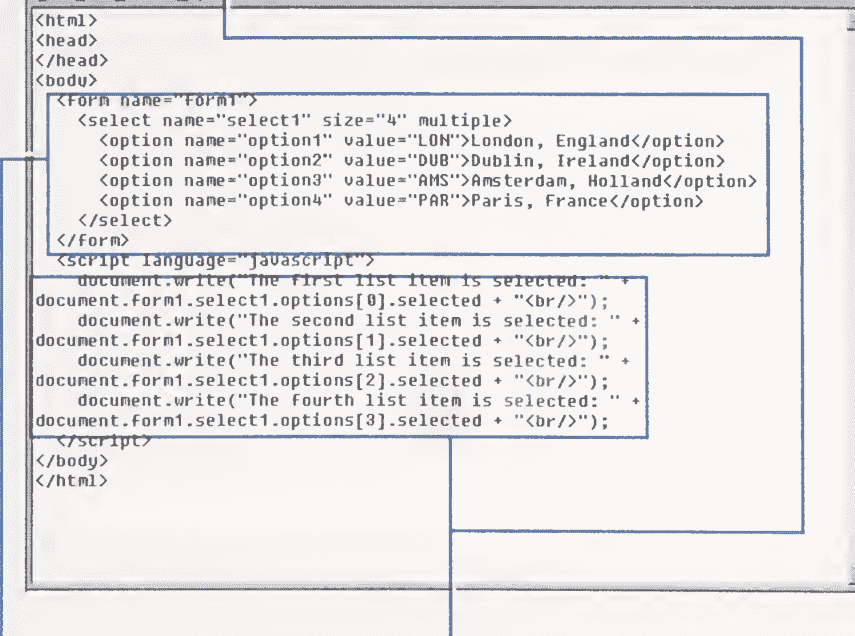 <html>
<head>
</head>
<body>
  <form name="form1">
    <select name="select1" size="4" multiple>
      <option name="option1" value="LON">London, England</option>
      <option name="option2" value="DUB">Dublin, Ireland</option>
      <option name="option3" value="AMS">Amsterdam, Holland</option>
      <option name="option4" value="PAR">Paris, France</option>
    </select>
  </form>
  <script language="javascript">
    document.write("The first list item is selected: " +
document.form1.select1.options[0].selected + "<br/>");
    document.write("The second list item is selected: " +
document.form1.select1.options[1].selected + "<br/>");
    document.write("The third list item is selected: " +
document.form1.select1.options[2].selected + "<br/>");
    document.write("The fourth list item is selected: " +
document.form1.select1.options[3].selected + "<br/>");
  </script>
</body>
</html>